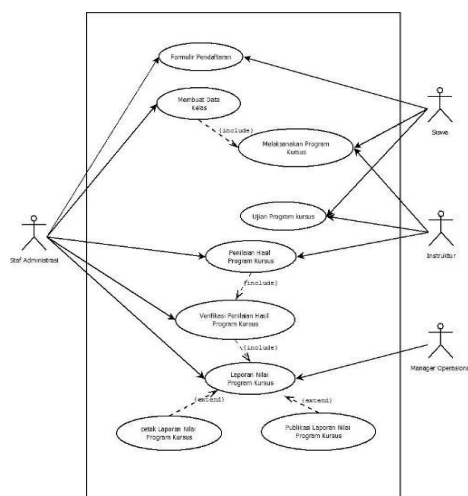 Formulir Pendaftaran
Membuat Data
Kelas
(include)
Melaksanakan Program
Kursus
Siswa
Ujian Program kursus
Staf Administrasi
Instruktur
Penilaian Hasil
Program Kursus
(include)
Verifikasi Penilaian Hasil
Program Kursus
(include)
Laporan Nilai
Program Kursus
Manager Operasional
(extend)
(extend)
cetak Laporan Nilai
Program Kursus
Publikasi Laporan Nilai
Program Kursus